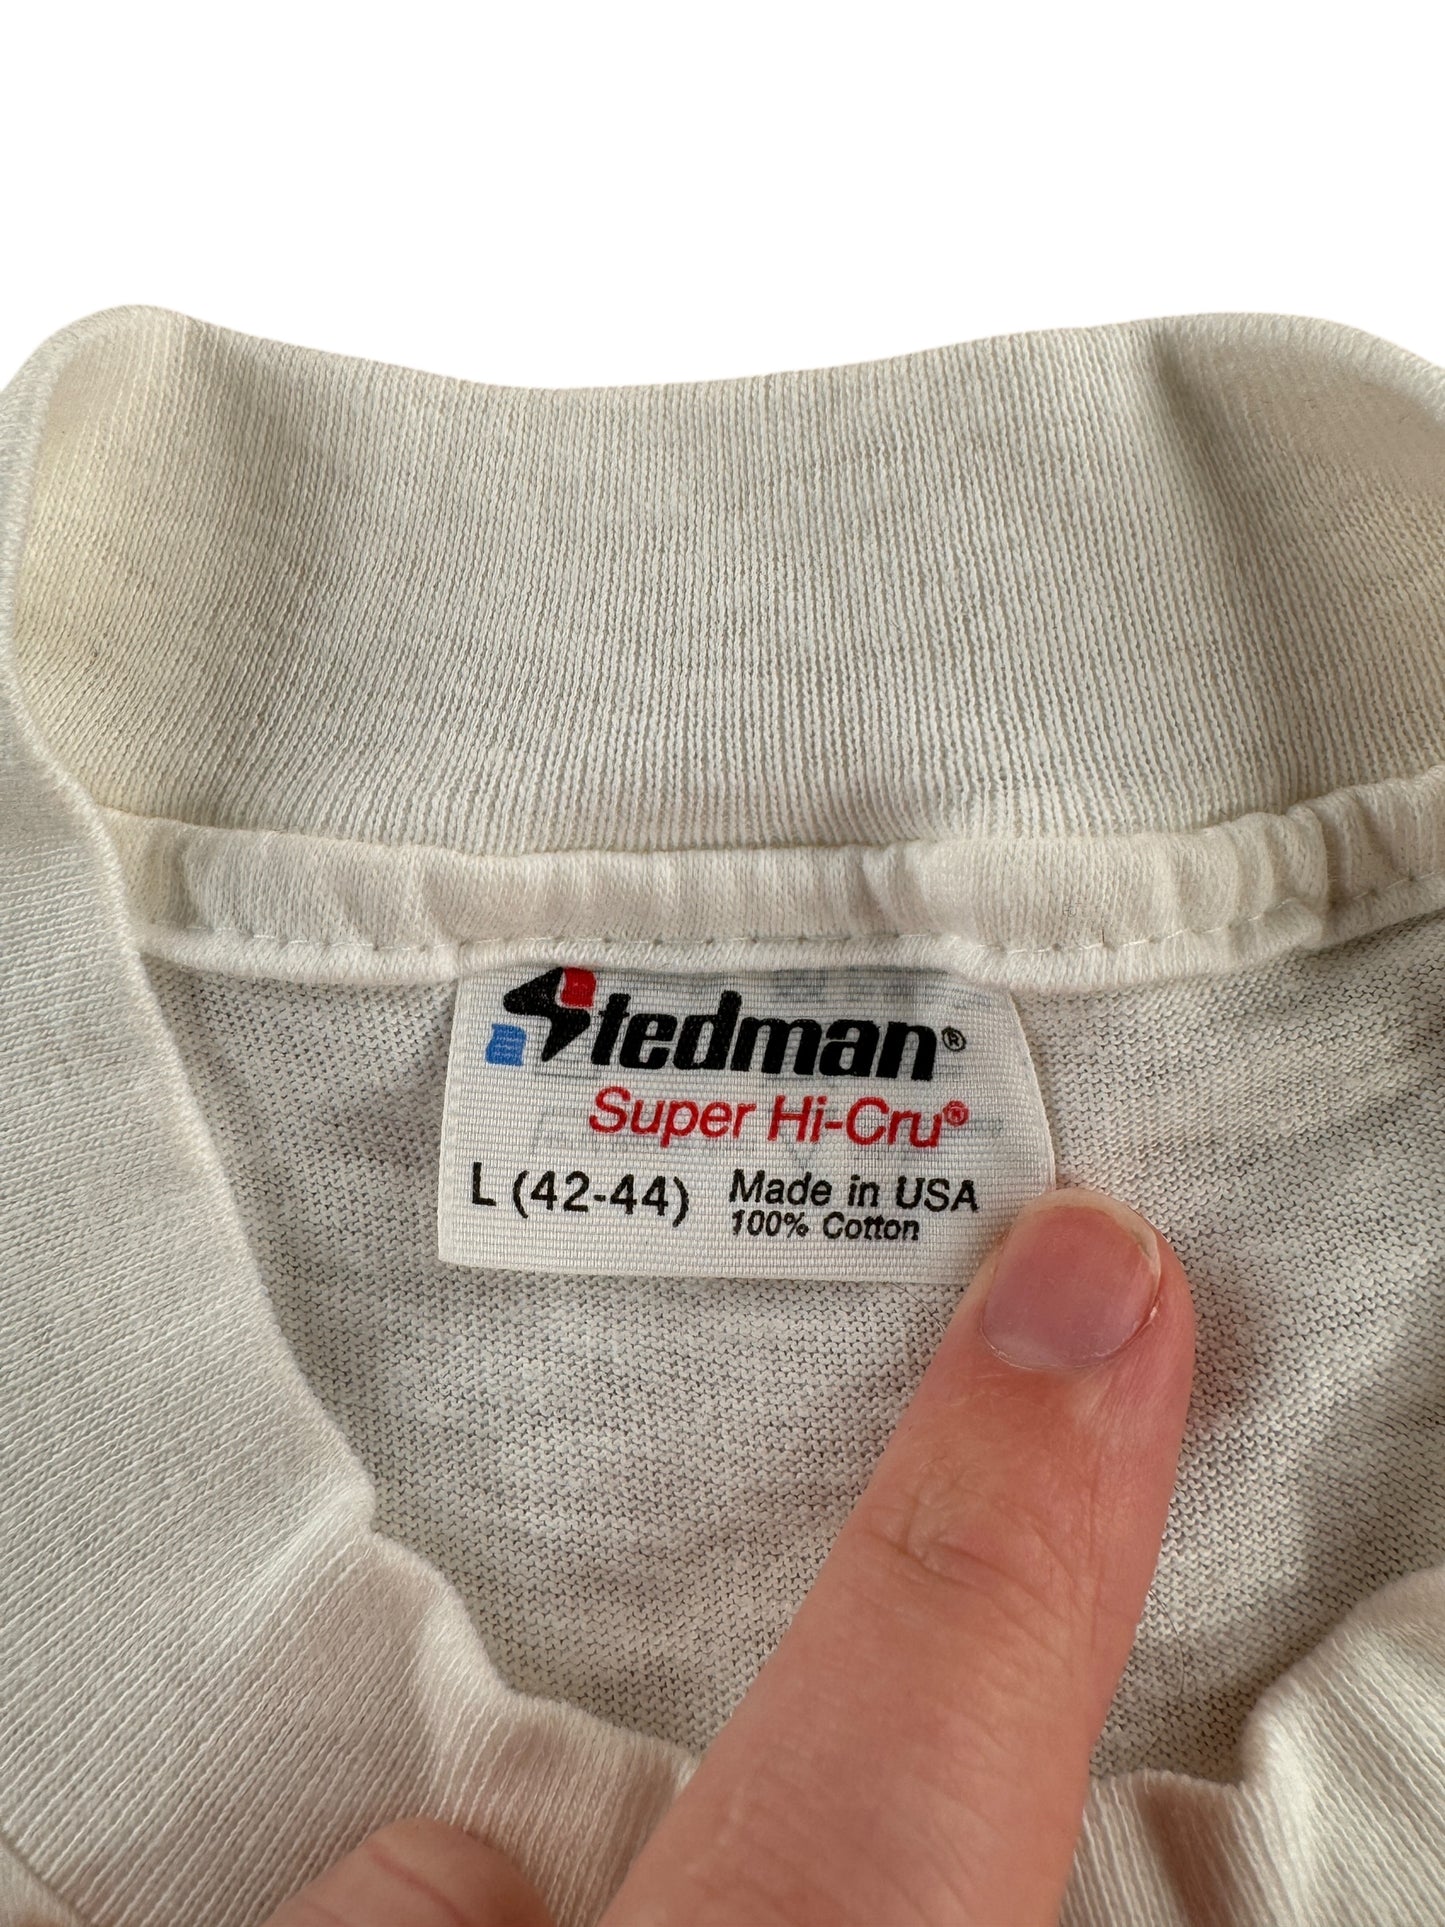 Stedman®
Super Hi-Cru®
L (42-44) Made in USA
100% Cotton